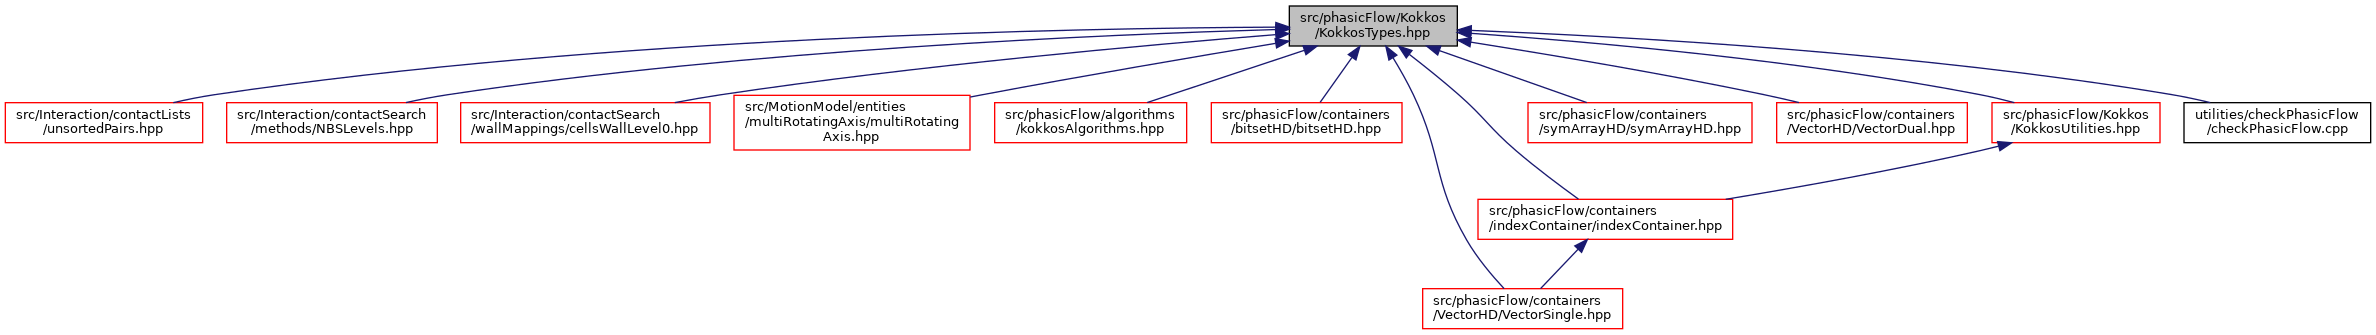 src/phasicFlow/Kokkos
/KokkosTypes.hpp
src/Interaction/contactLists
/unsortedPairs.hpp
src/Interaction/contactSearch
/methods/NBSLevels.hpp
src/Interaction/contactSearch
/wallMappings/cellsWallLevel0.hpp
src/MotionModel/entities
/multiRotatingAxis/multiRotating
Axis.hpp
src/phasicFlow/algorithms
/kokkosAlgorithms.hpp
src/phasicFlow/containers
/bitsetHD/bitsetHD.hpp
src/phasicFlow/containers
/symArrayHD/symArrayHD.hpp
src/phasicFlow/containers
/VectorHD/VectorDual.hpp
src/phasicFlow/Kokkos
/KokkosUtilities.hpp
utilities/checkPhasicFlow
/checkPhasicFlow.cpp
src/phasicFlow/containers
/indexContainer/indexContainer.hpp
src/phasicFlow/containers
/VectorHD/VectorSingle.hpp